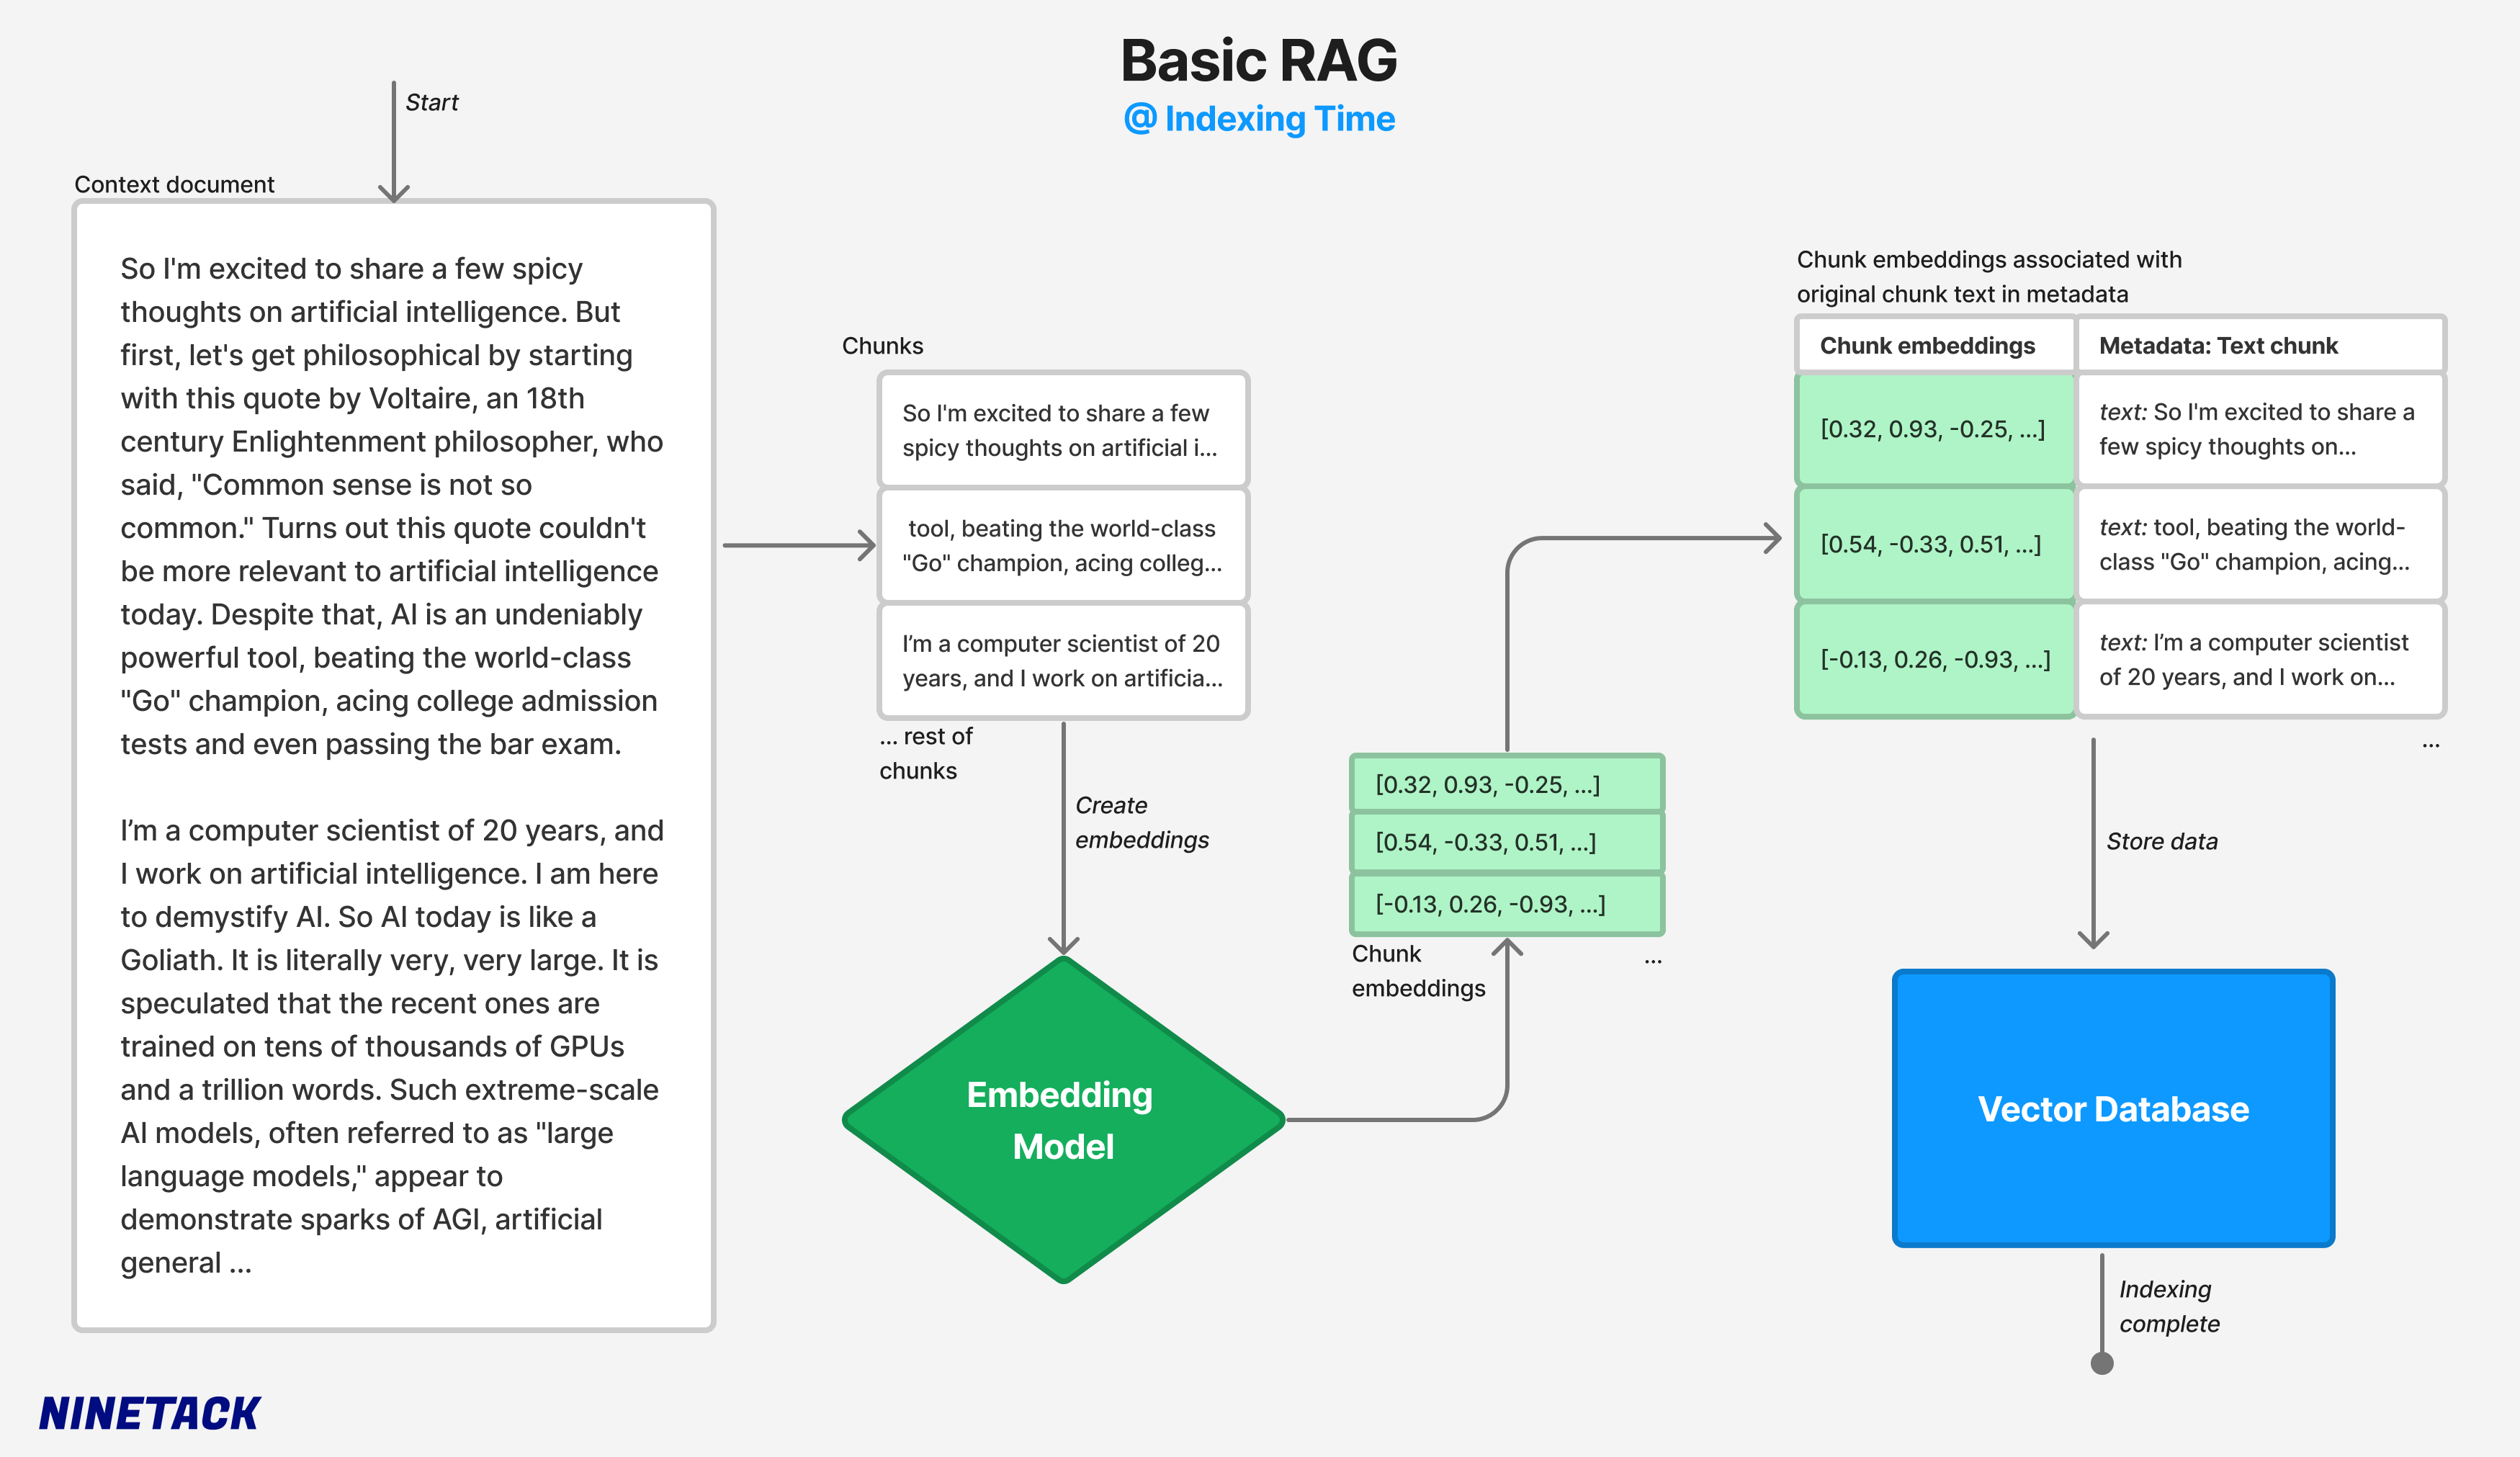 Basic RAG
@ Indexing Time
Start
Context document
So I'm excited to share a few spicy
thoughts on artificial intelligence. But
first, let's get philosophical by starting
with this quote by Voltaire, an 18th
century Enlightenment philosopher, who
said, "Common sense is not so
common." Turns out this quote couldn't
be more relevant to artificial intelligence
today. Despite that, AI is an undeniably
powerful tool, beating the world-class
"Go" champion, acing college admission
tests and even passing the bar exam.
I’m a computer scientist of 20 years, and
I work on artificial intelligence. I am here
to demystify AI. So AI today is like a
Goliath. It is literally very, very large. It is
speculated that the recent ones are
trained on tens of thousands of GPUs
and a trillion words. Such extreme-scale
AI models, often referred to as "large
language models," appear to
demonstrate sparks of AGI, artificial
general ...
Chunks
So I'm excited to share a few
spicy thoughts on artificial i...
tool, beating the world-class
"Go" champion, acing colleg...
I’m a computer scientist of 20
years, and I work on artificia...
... rest of
chunks
Create
embeddings
Embedding
Model
[0.32, 0.93, -0.25, ...]
[0.54, -0.33, 0.51, ...]
[-0.13, 0.26, -0.93, ...]
Chunk
embeddings
...
Chunk embeddings associated with
original chunk text in metadata
Chunk embeddings
Metadata: Text chunk
[0.32, 0.93, -0.25, ...]
text: So I'm excited to share a
few spicy thoughts on...
[0.54, -0.33, 0.51, ...]
text: tool, beating the world-
class "Go" champion, acing...
[-0.13, 0.26, -0.93, ...]
text: I’m a computer scientist
of 20 years, and I work on...
...
Store data
Vector Database
Indexing
complete
NINETACK